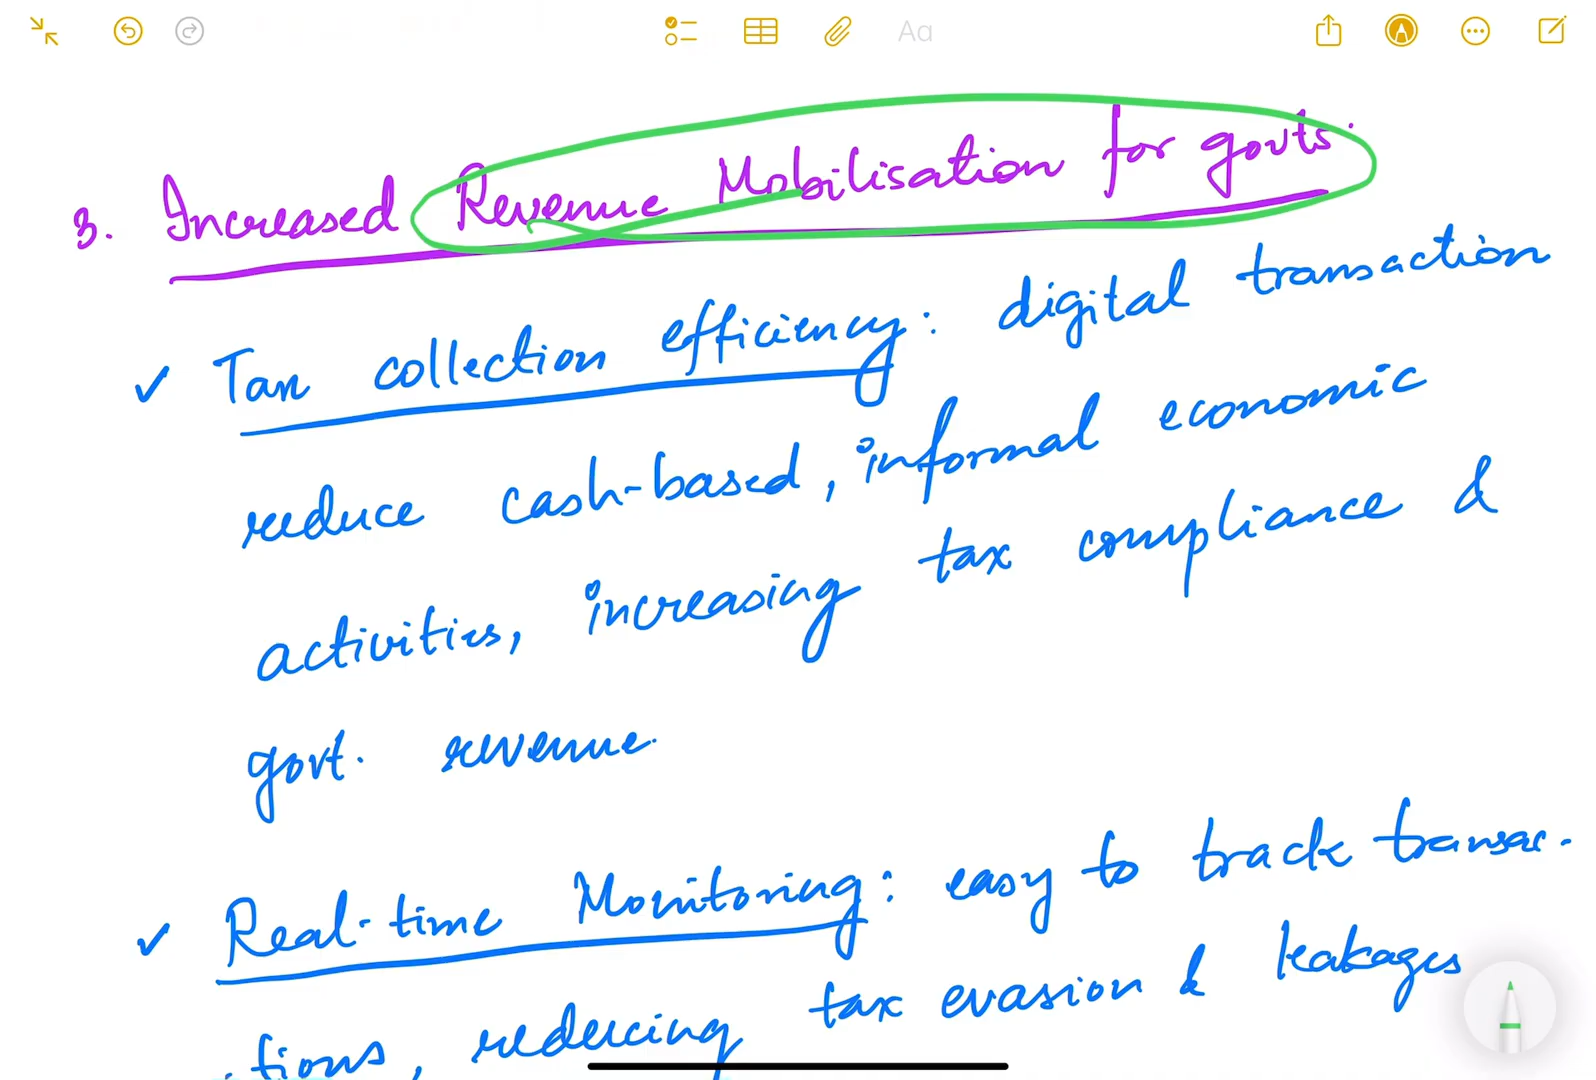 Aa
3. Increased Revenue Mobilisation for govts.
✓ Tax collection efficiency: digital transaction
reduce cash-based, informal economic
activities, increasing tax compliance &
govt. revenue.
✓ Real-time Monitoring: easy to track transac-
tions, reducing tax evasion & leakages